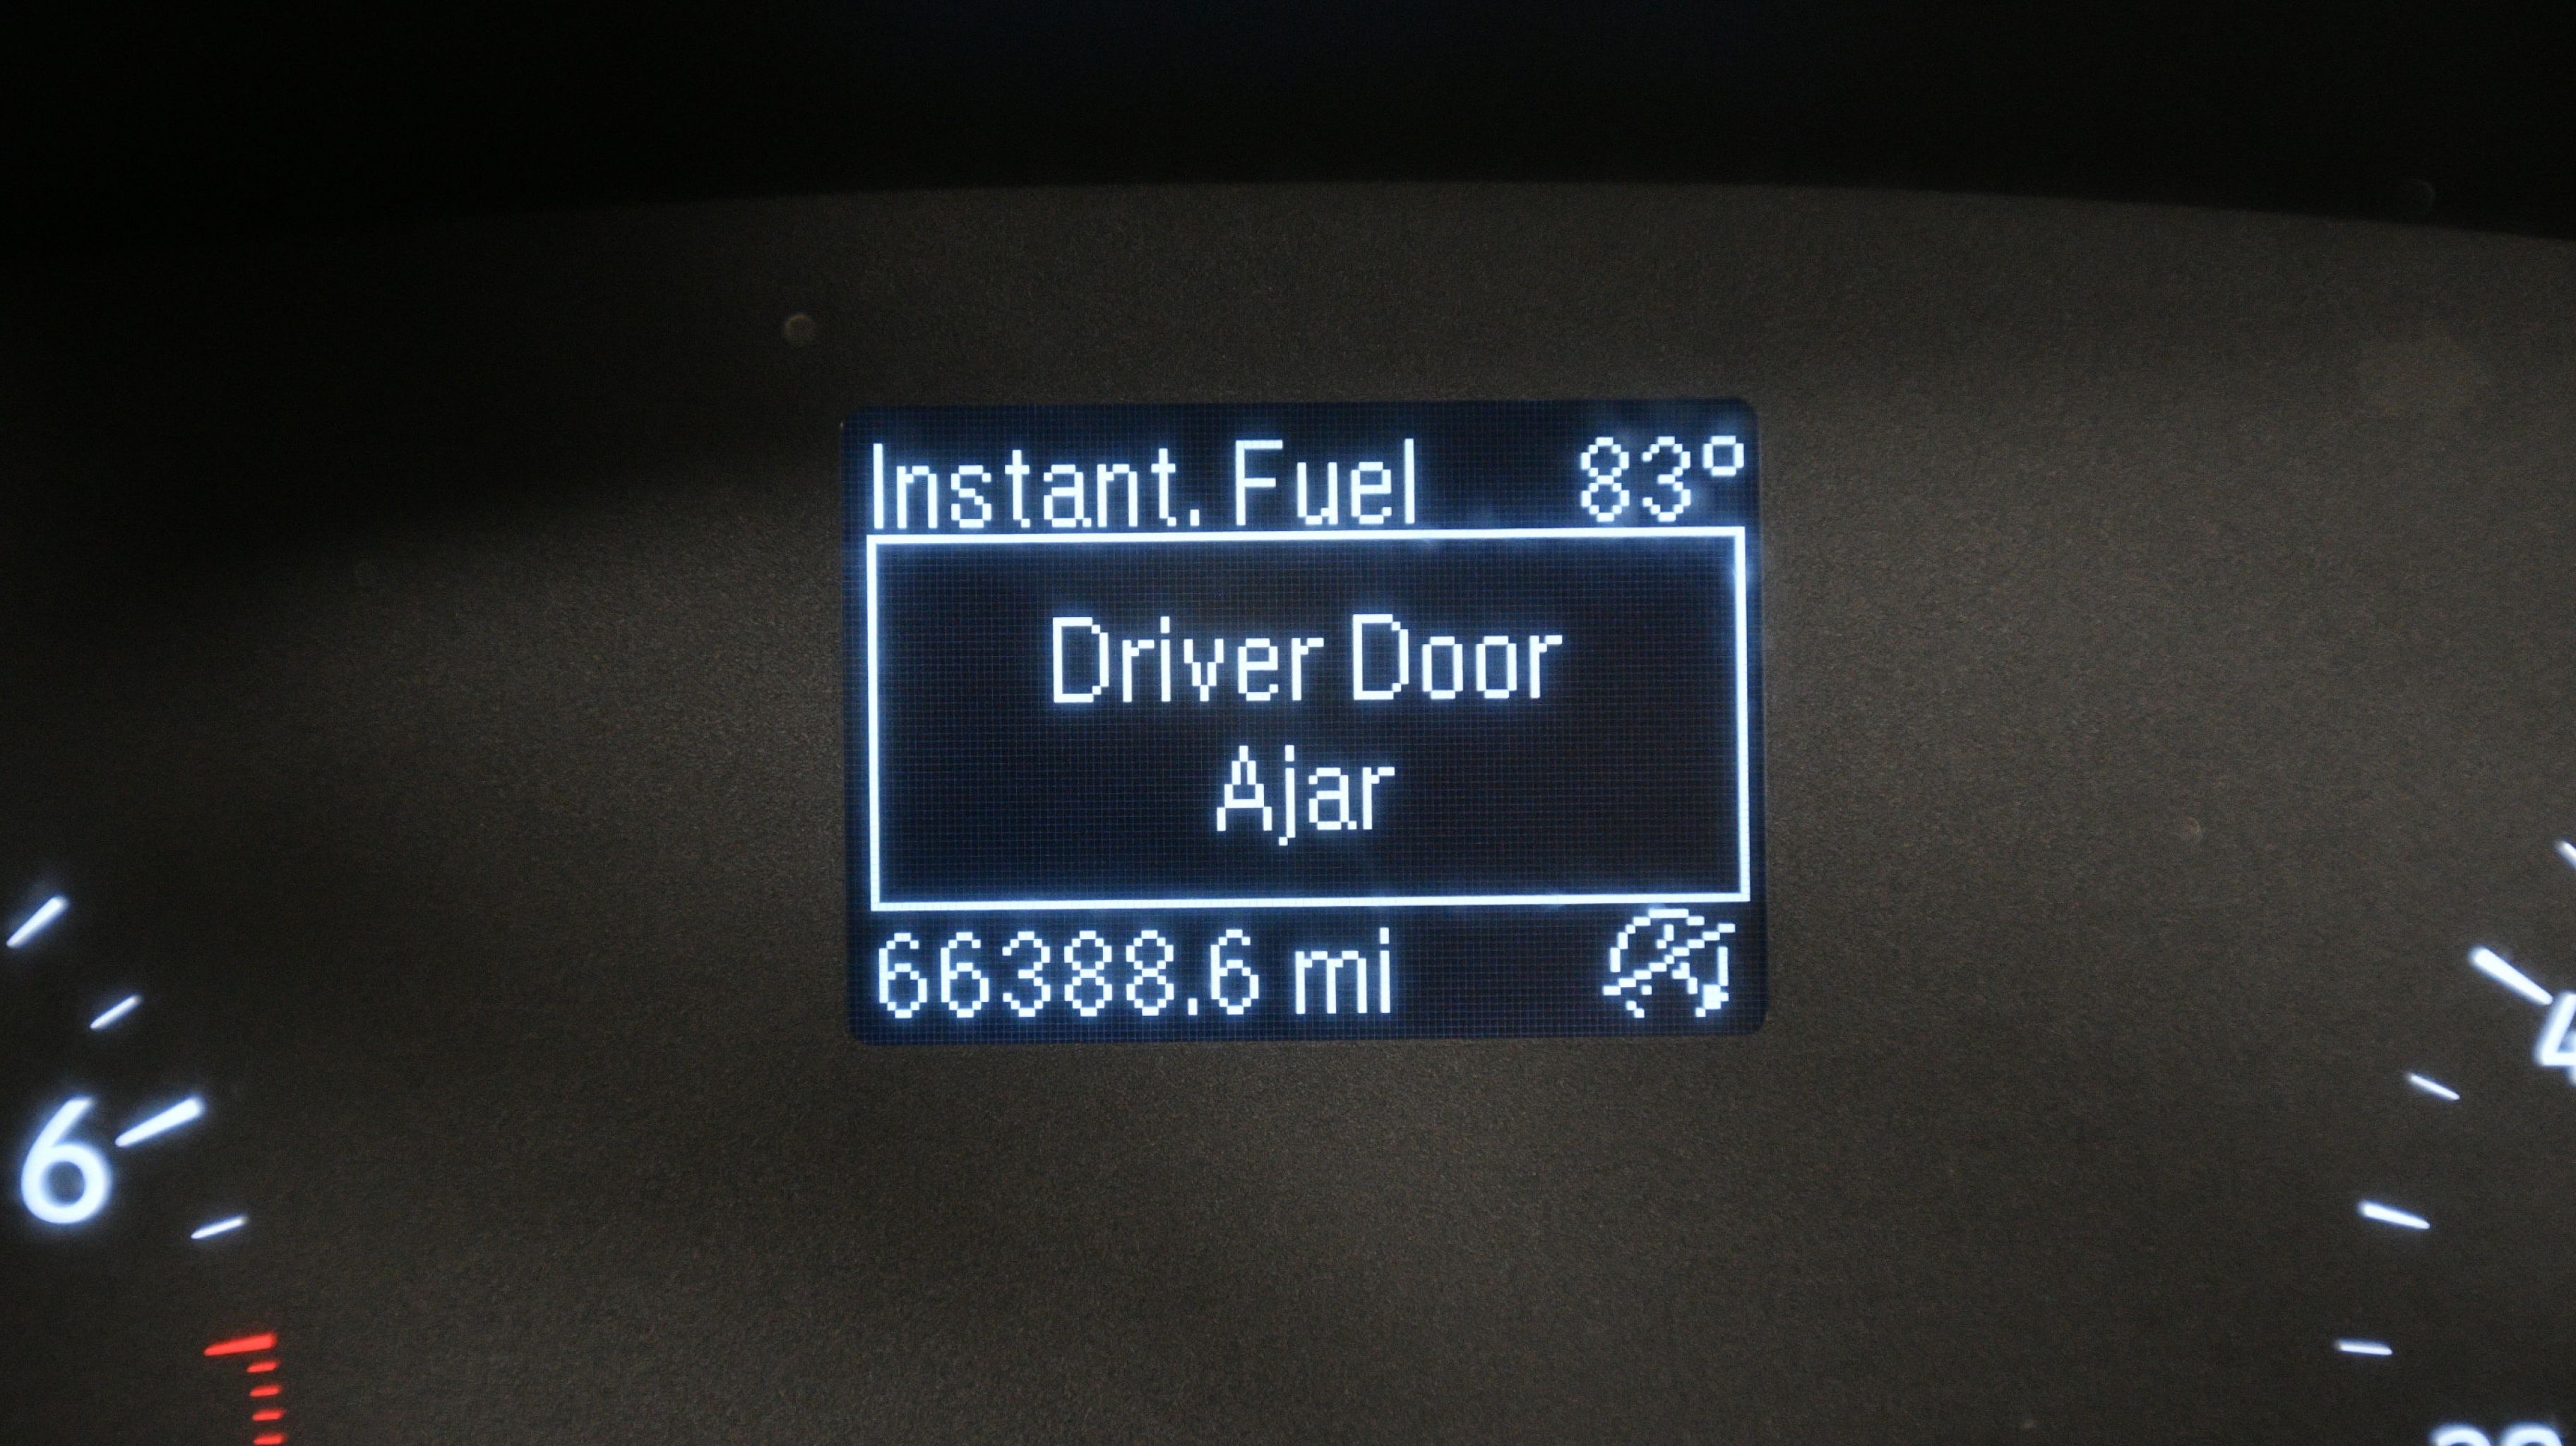 Instant. Fuel 83°
Driver Door
Ajar
66388.6 mi
6